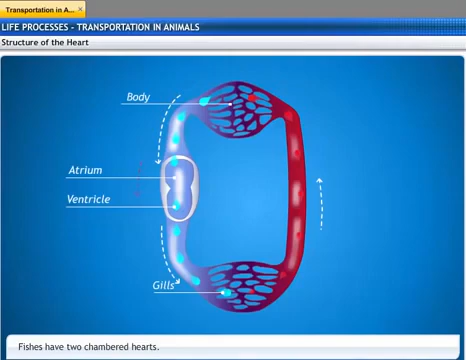 Transportation in A...
LIFE PROCESSES - TRANSPORTATION IN ANIMALS
Structure of the Heart
Body
Atrium
Ventricle
Gills
Fishes have two chambered hearts.